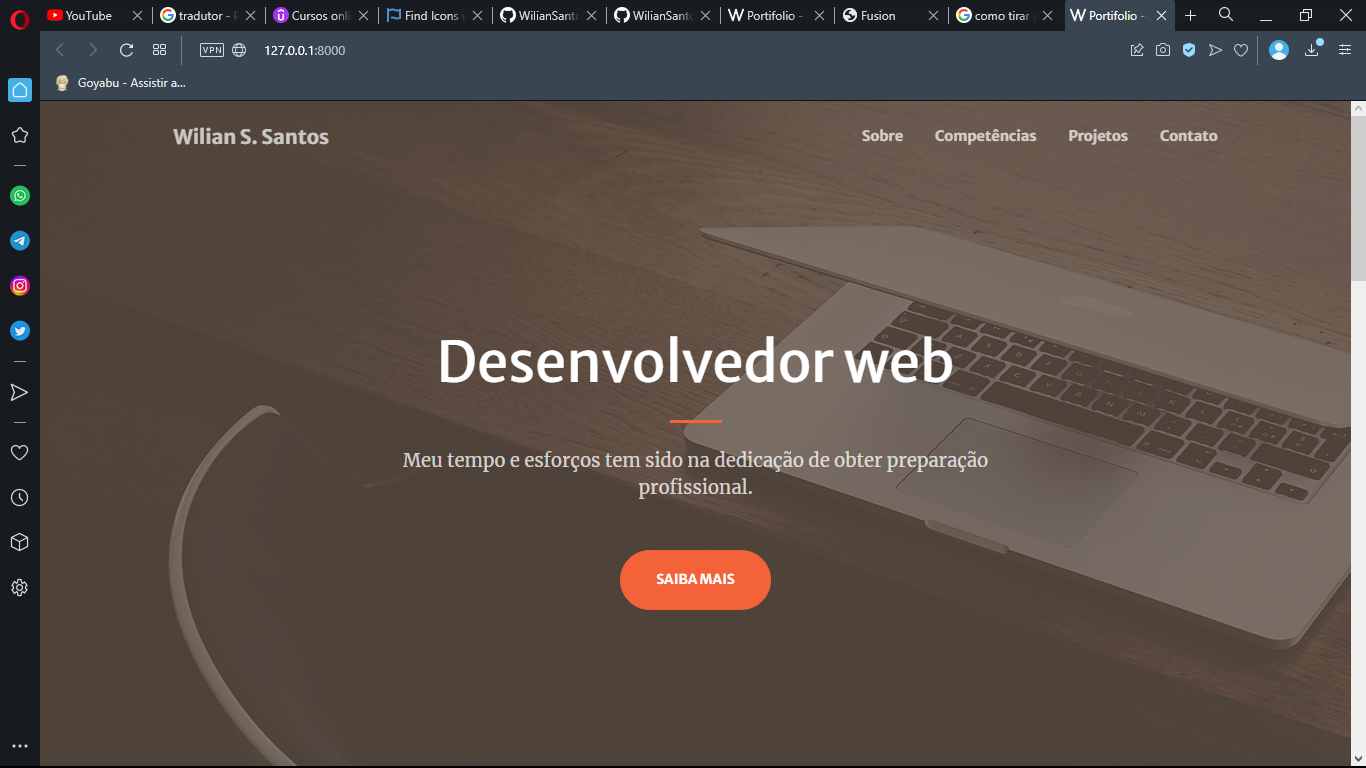 YouTube
tradutor -
Cursos onli
Find Icons
WilianSant
WilianSant
Portifolio -
Fusion
como tirar
Portifolio -
VPN
127.0.0.1:8000
Goyabu - Assistir a...
Wilian S. Santos
Sobre
Competências
Projetos
Contato
Desenvolvedor web
Meu tempo e esforços tem sido na dedicação de obter preparação
profissional.
SAIBA MAIS